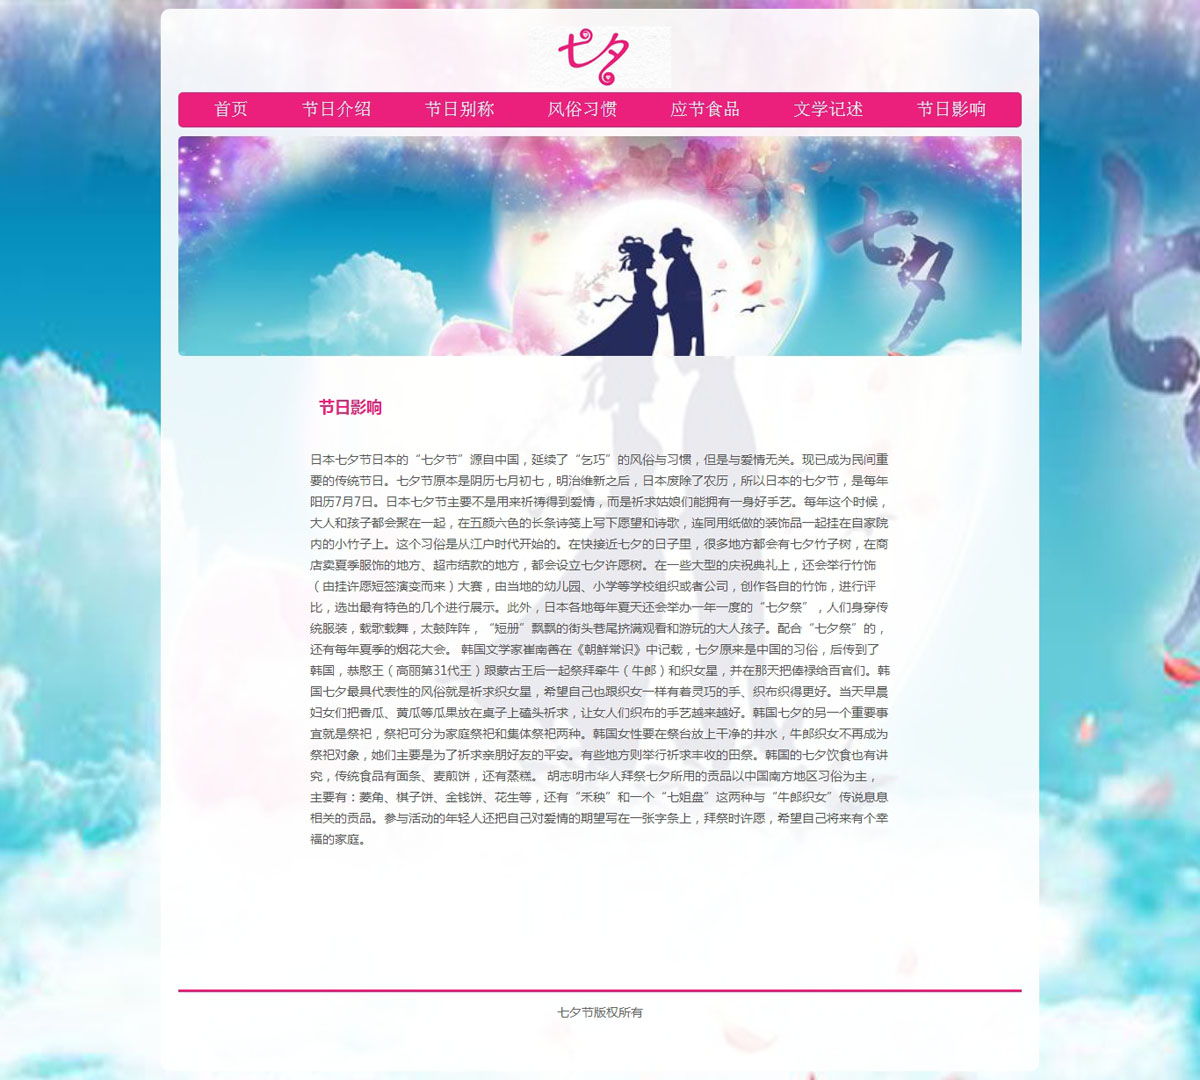 七夕
首页 节日介绍 节日别称 风俗习惯 应节食品 文学记述 节日影响
七夕
七夕
节日影响
日本七夕节日本的“七夕节”源自中国，延续了“乞巧”的风俗与习惯，但是与爱情无关。现已成为民间重
要的传统节日。七夕节原本是阴历七月初七，明治维新之后，日本废除了农历，所以日本的七夕节，是每年
阳历7月7日。日本七夕节主要不是用来祈祷得到爱情，而是祈求姑娘们能拥有一身好手艺。每年这个时候，
大人和孩子都会聚在一起，在五颜六色的长条诗笺上写下愿望和诗歌，连同用纸做的装饰品一起挂在自家院
内的小竹子上。这个习俗是从江户时代开始的。在快接近七夕的日子里，很多地方都会有七夕竹子树，在商
店卖夏季服饰的地方、超市结款的地方，都会设立七夕许愿树。在一些大型的庆祝典礼上，还会举行竹饰
（由挂许愿短签演变而来）大赛，由当地的幼儿园、小学等学校组织或者公司，创作各自的竹饰，进行评
比，选出最有特色的几个进行展示。此外，日本各地每年夏天还会举办一年一度的“七夕祭”，人们身穿传
统服装，载歌载舞，太鼓阵阵，“短册”飘飘的街头巷尾挤满观看和游玩的大人孩子。配合“七夕祭”的，
还有每年夏季的烟花大会。 韩国文学家崔南善在《朝鲜常识》中记载，七夕原来是中国的习俗，后传到了
韩国，恭愍王（高丽第31代王）跟蒙古王后一起祭拜牵牛（牛郎）和织女星，并在那天把俸禄给百官们。韩
国七夕最具代表性的风俗就是祈求织女星，希望自己也跟织女一样有着灵巧的手、织布织得更好。当天早晨
妇女们把香瓜、黄瓜等瓜果放在桌子上磕头祈求，让女人们织布的手艺越来越好。韩国七夕的另一个重要事
宜就是祭祀，祭祀可分为家庭祭祀和集体祭祀两种。韩国女性要在祭台放上干净的井水，牛郎织女不再成为
祭祀对象，她们主要是为了祈求亲朋好友的平安。有些地方则举行祈求丰收的田祭。韩国的七夕饮食也有讲
究，传统食品有面条、麦煎饼，还有蒸糕。 胡志明市华人拜祭七夕所用的贡品以中国南方地区习俗为主，
主要有：菱角、棋子饼、金钱饼、花生等，还有“禾秧”和一个“七姐盘”这两种与“牛郎织女”传说息息
相关的贡品。参与活动的年轻人还把自己对爱情的期望写在一张字条上，拜祭时许愿，希望自己将来有个幸
福的家庭。
七夕节版权所有